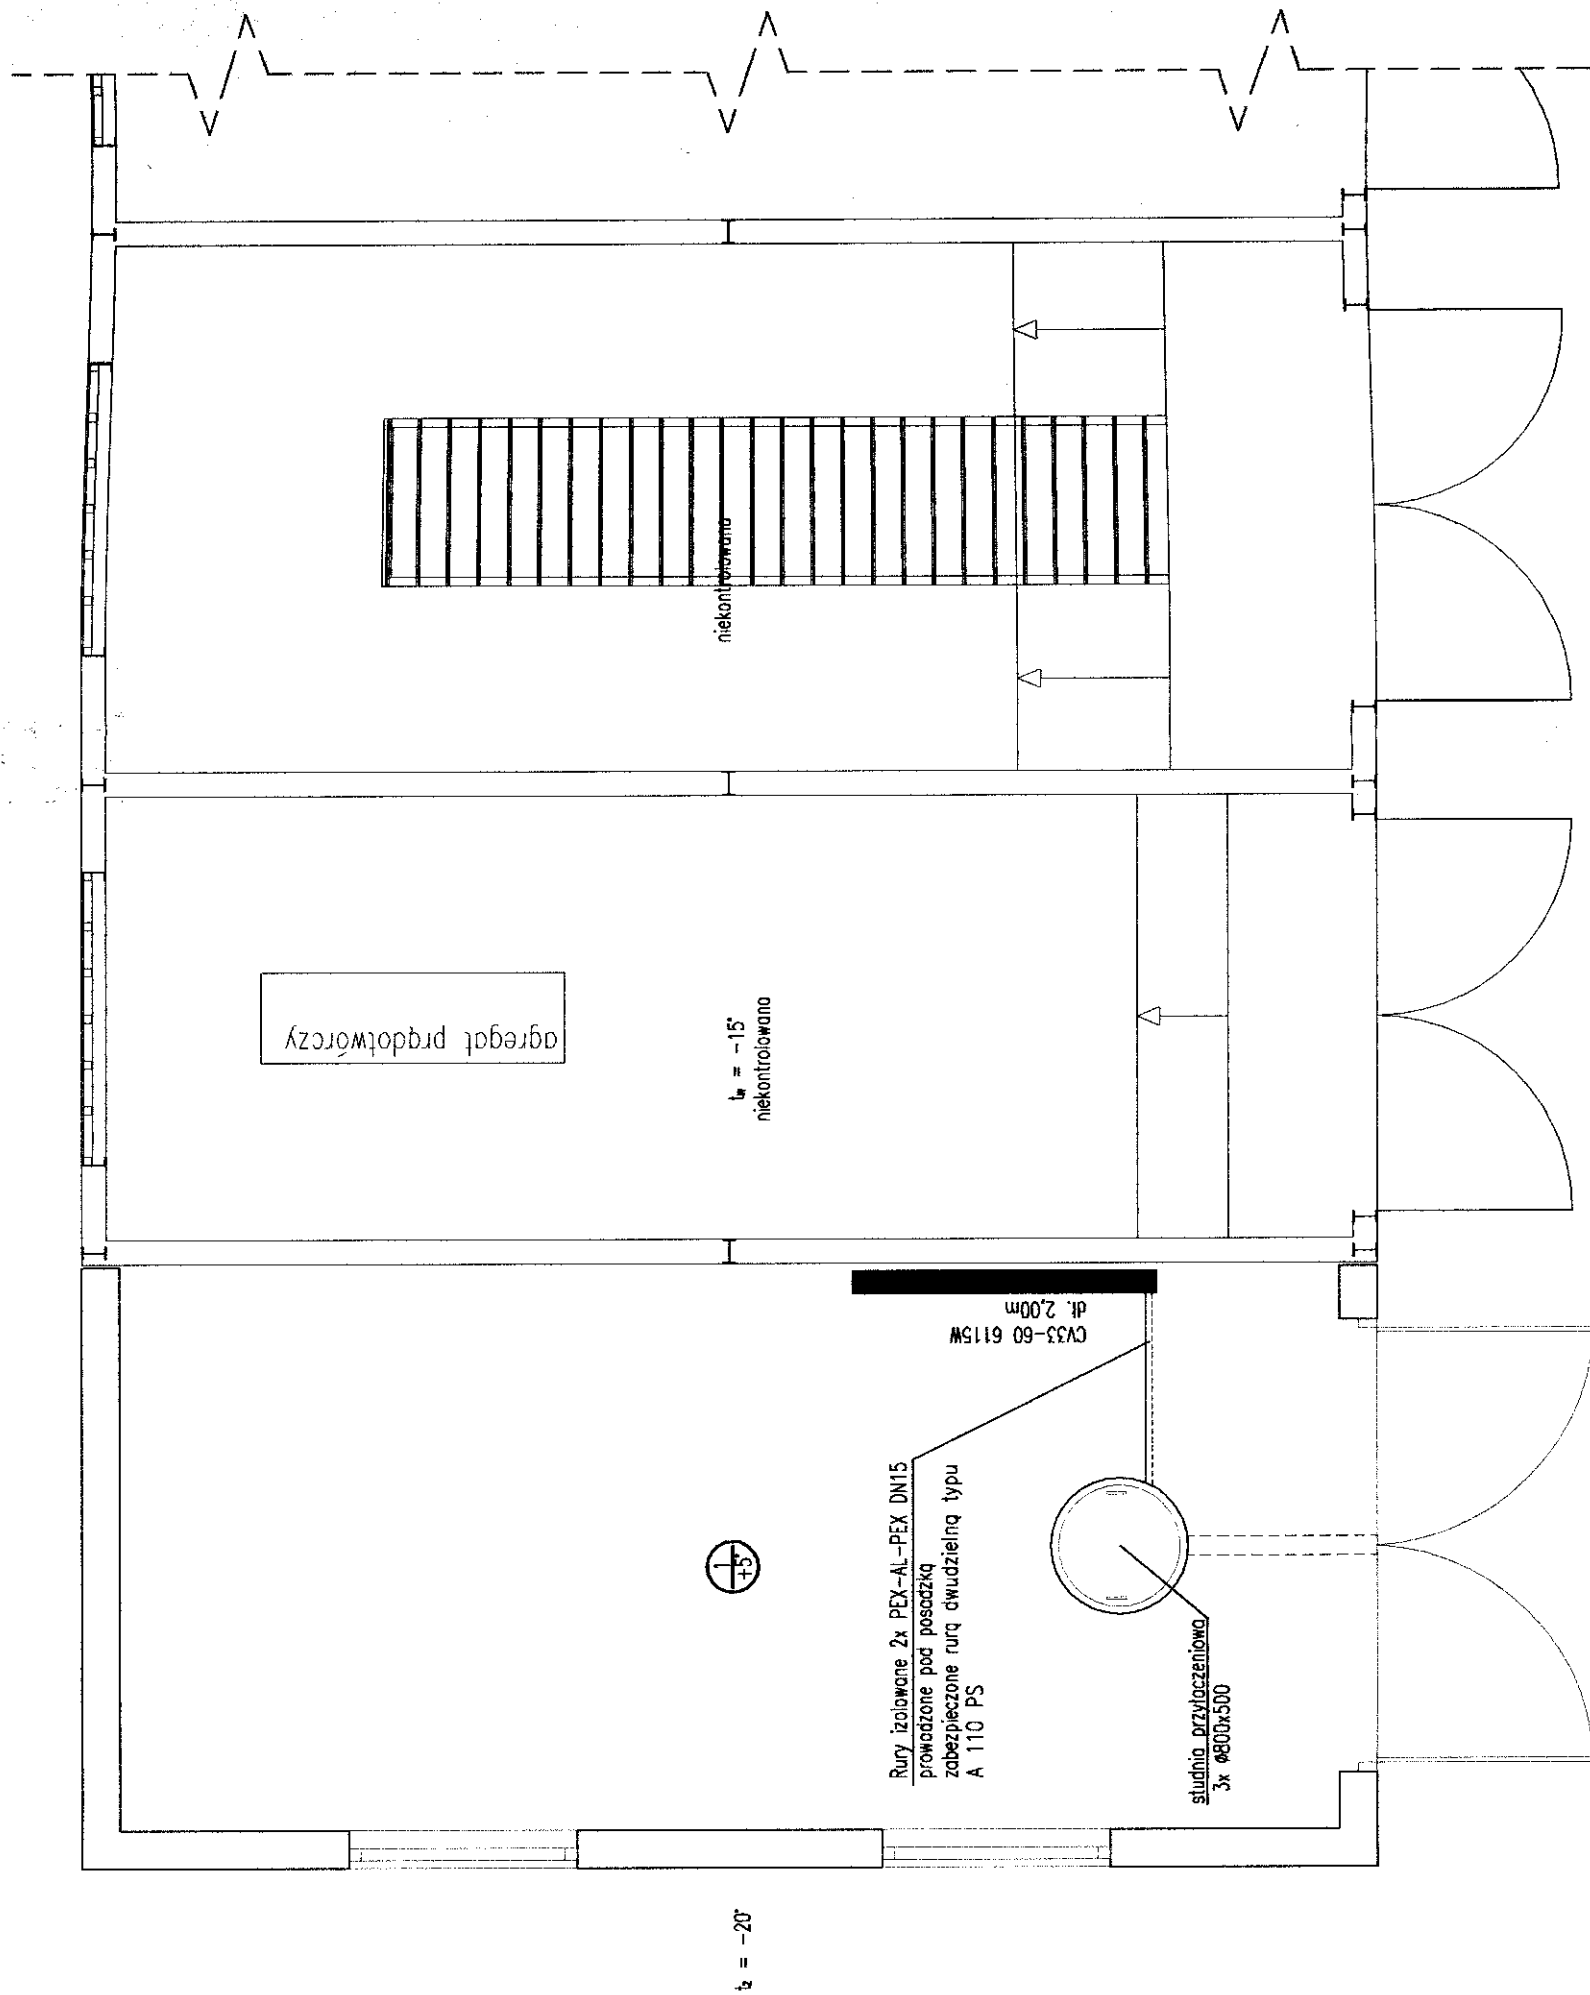 niekontrolowana
agregat prądotwórczy
tw = -15°
niekontrolowana
CV33-60 6115W
dł. 2,00m
1
+5°
Rury izolowane 2x PEX-AL-PEX DN15
prowadzone pod posadzką
zabezpieczone rurą dwudzielną typu
A 110 PS
studnia przyłączeniowa
3x ø800x500
tz = -20°